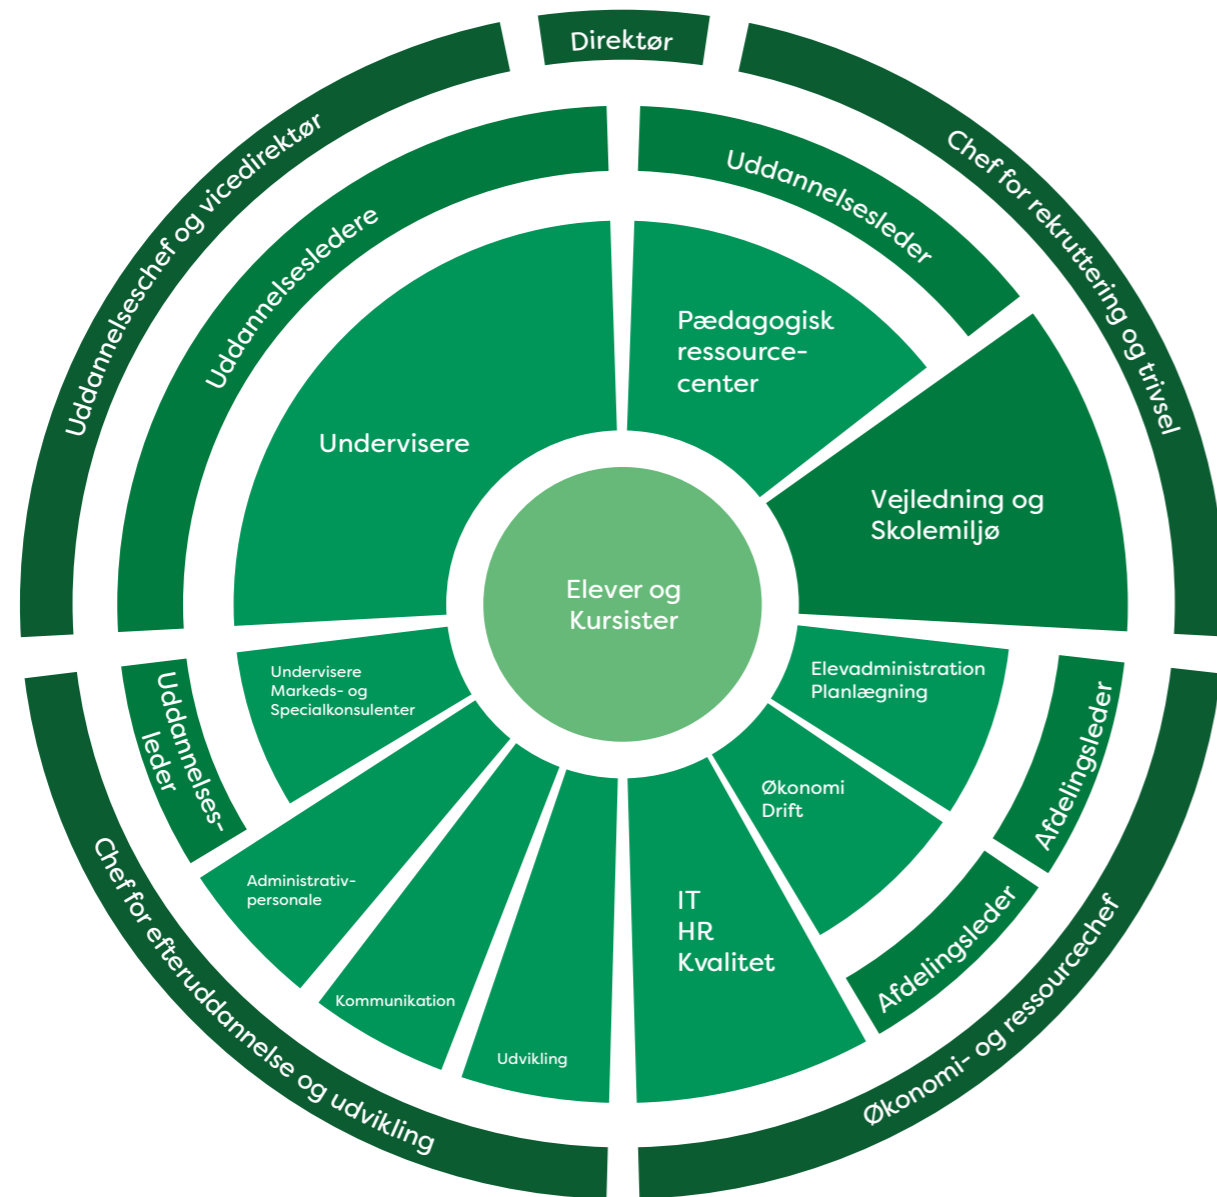 Direktør
Uddannelseschef og vicedirektør
Chef for rekruttering og trivsel
Uddannelsesledere
Uddannelsesleder
Pædagogisk
ressource-
center
Undervisere
Vejledning og
Skolemiljø
Elever og
Kursister
Undervisere
Markeds- og
Specialkonsulenter
Uddannelses-
leder
Elevadministration
Planlægning
Afdelingsleder
Økonomi
Drift
Afdelingsleder
Administrativ-
personale
IT
HR
Kvalitet
Kommunikation
Udvikling
Chef for efteruddannelse og udvikling
Økonomi- og ressourcechef